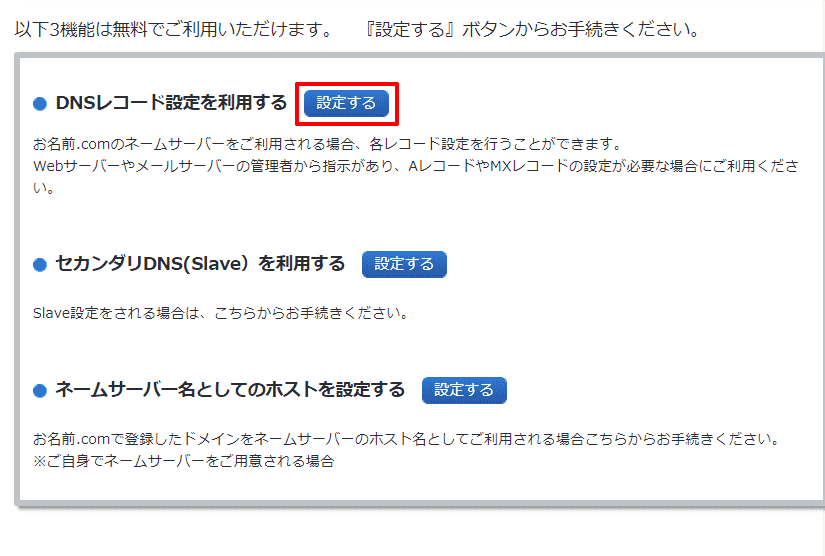 以下3機能は無料でご利用いただけます。　『設定する』ボタンからお手続きください。
DNSレコード設定を利用する 設定する
お名前.comのネームサーバーをご利用される場合、各レコード設定を行うことができます。
Webサーバーやメールサーバーの管理者から指示があり、AレコードやMXレコードの設定が必要な場合にご利用くださ
い。
セカンダリDNS(Slave）を利用する 設定する
Slave設定をされる場合は、こちらからお手続きください。
ネームサーバー名としてのホストを設定する 設定する
お名前.comで登録したドメインをネームサーバーのホスト名としてご利用される場合こちらからお手続きください。
※ご自身でネームサーバーをご用意される場合